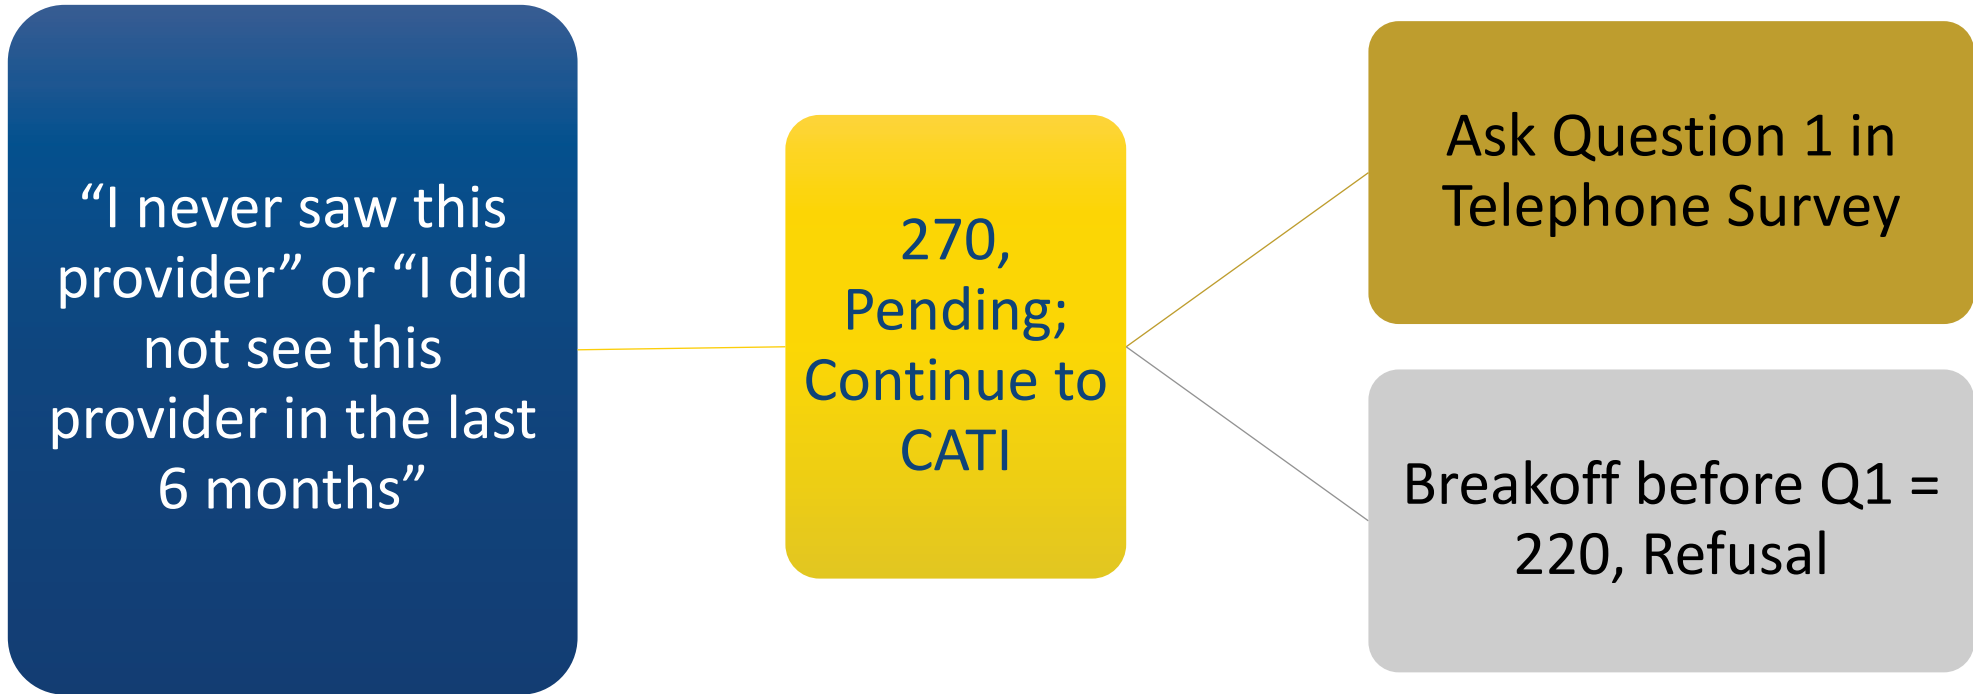 “I never saw this
provider” or “I did
not see this
provider in the last
6 months”
270,
Pending;
Continue to
CATI
Ask Question 1 in
Telephone Survey
Breakoff before Q1 =
220, Refusal